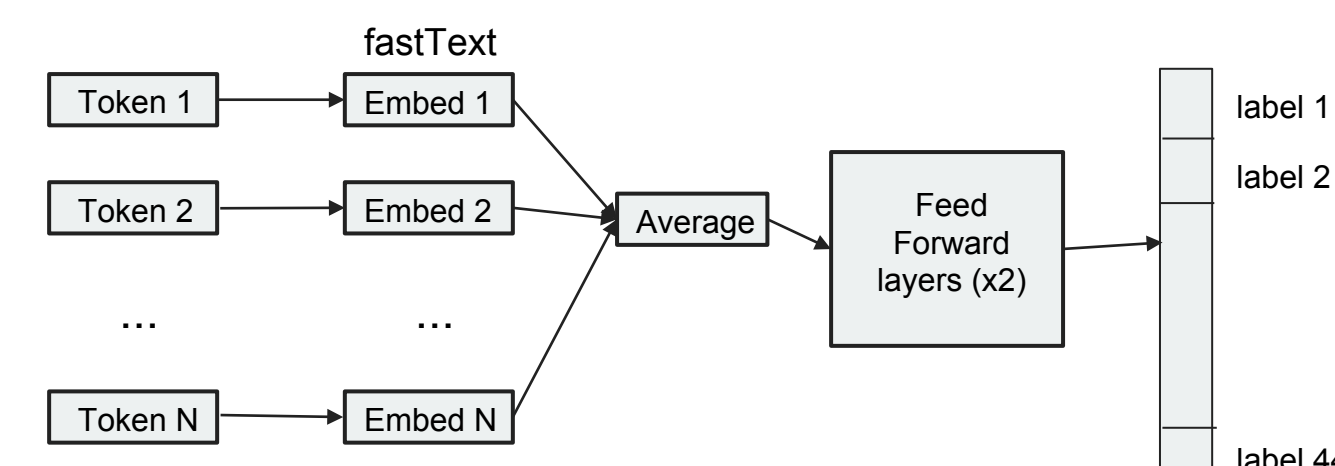 fastText
Token 1
Embed 1
label 1
Token 2
Embed 2
Average
Feed
Forward
layers (x2)
label 2
...
...
Token N
Embed N
label